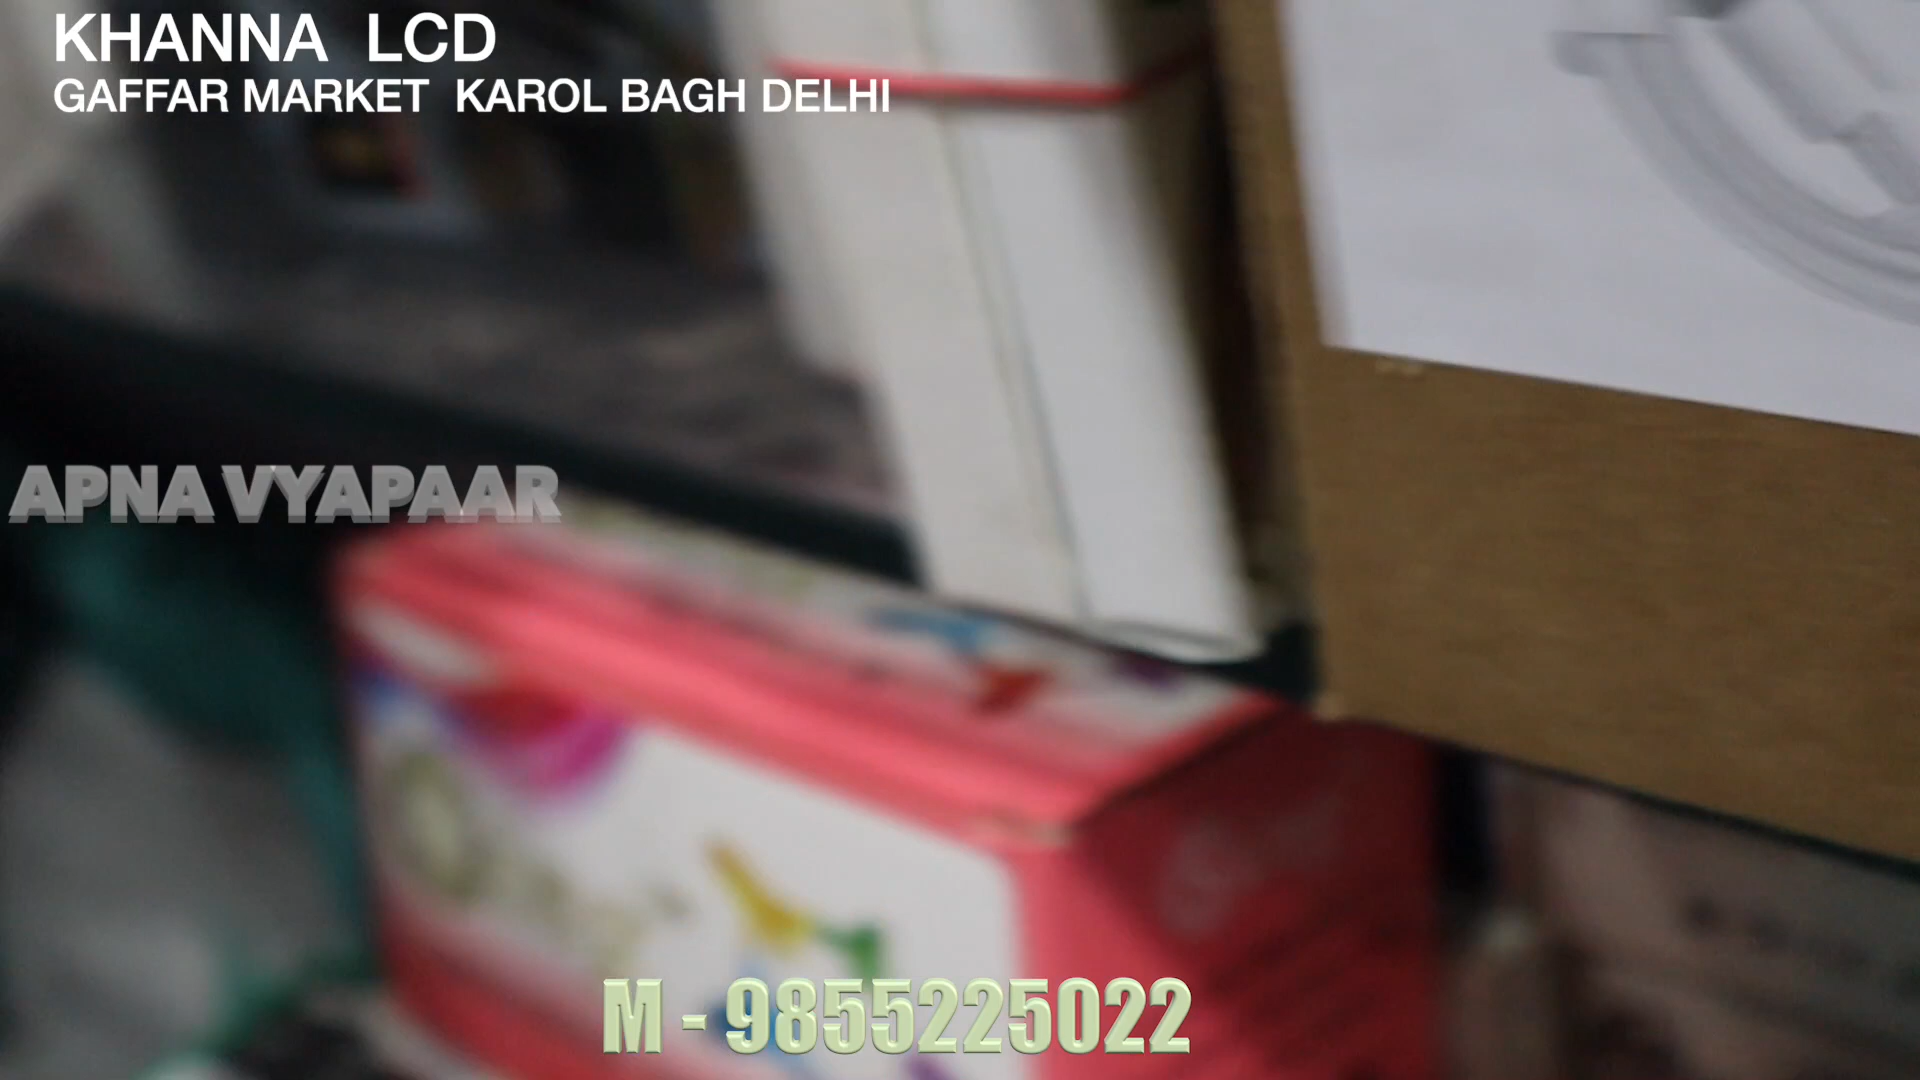 KHANNA LCD
GAFFAR MARKET KAROL BAGH DELHI
APNA VYAPAAR
M - 9855225022